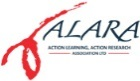 ALARA
ACTION LEARNING, ACTION RESEARCH
ASSOCIATION LTD